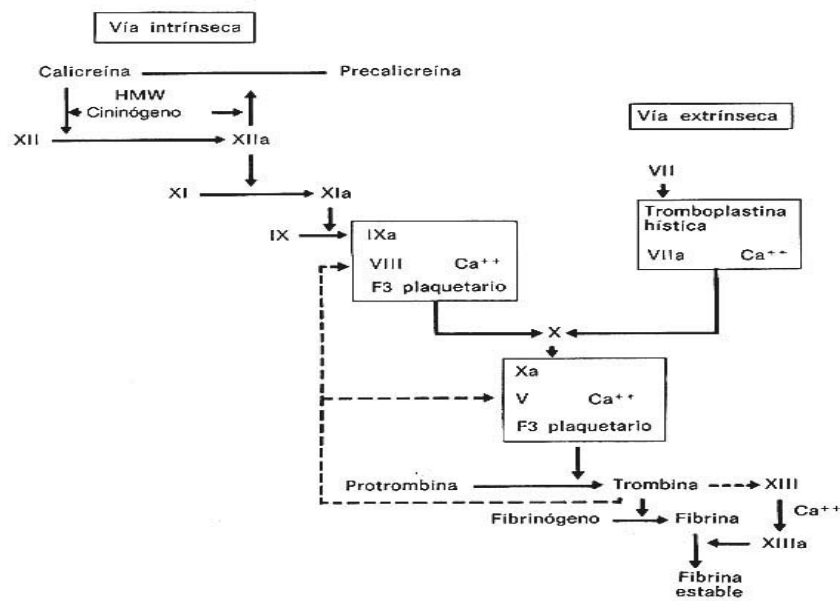 Vía intrínseca
Calicreína Precalicreína
HMW
Cininógeno
XII XIIa
Vía extrínseca
VII
XI XIa
Tromboplastina
hística
IX IXa
VIII Ca++
VIIa Ca++
F3 plaquetario
X
Xa
V Ca++
F3 plaquetario
Protrombina Trombina XIII
Ca++
Fibrinógeno Fibrina
XIIIa
Fibrina
estable